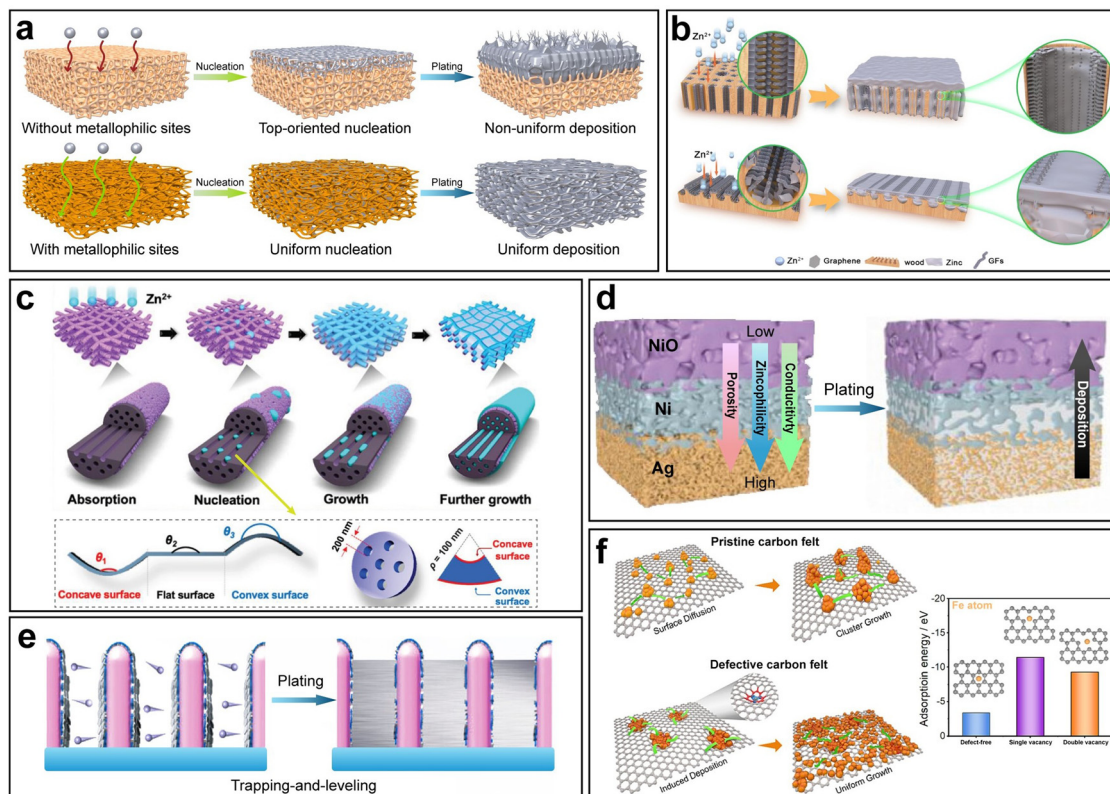 a
Nucleation
Plating
Without metallophilic sites
Top-oriented nucleation
Non-uniform deposition
Nucleation
Plating
With metallophilic sites
Uniform nucleation
Uniform deposition
b
Zn²⁺
Zn²⁺
Zn²⁺
Graphene
wood
Zinc
GFs
c
Zn²⁺
Absorption
Nucleation
Growth
Further growth
θ₁
θ₂
θ₃
Concave surface
Flat surface
Convex surface
200 nm
ρ = 100 nm
Concave
surface
Convex
surface
d
NiO
Ni
Ag
Low
Porosity
Zincophilicity
Conducitivty
High
Plating
Deposition
e
Plating
Trapping-and-leveling
f
Pristine carbon felt
Surface Diffusion
Cluster Growth
Defective carbon felt
Induced Deposition
Uniform Growth
Fe atom
Adsorptioin energy / eV
-20
-15
-10
-5
0
Defect-free
Single vacancy
Double vacancy